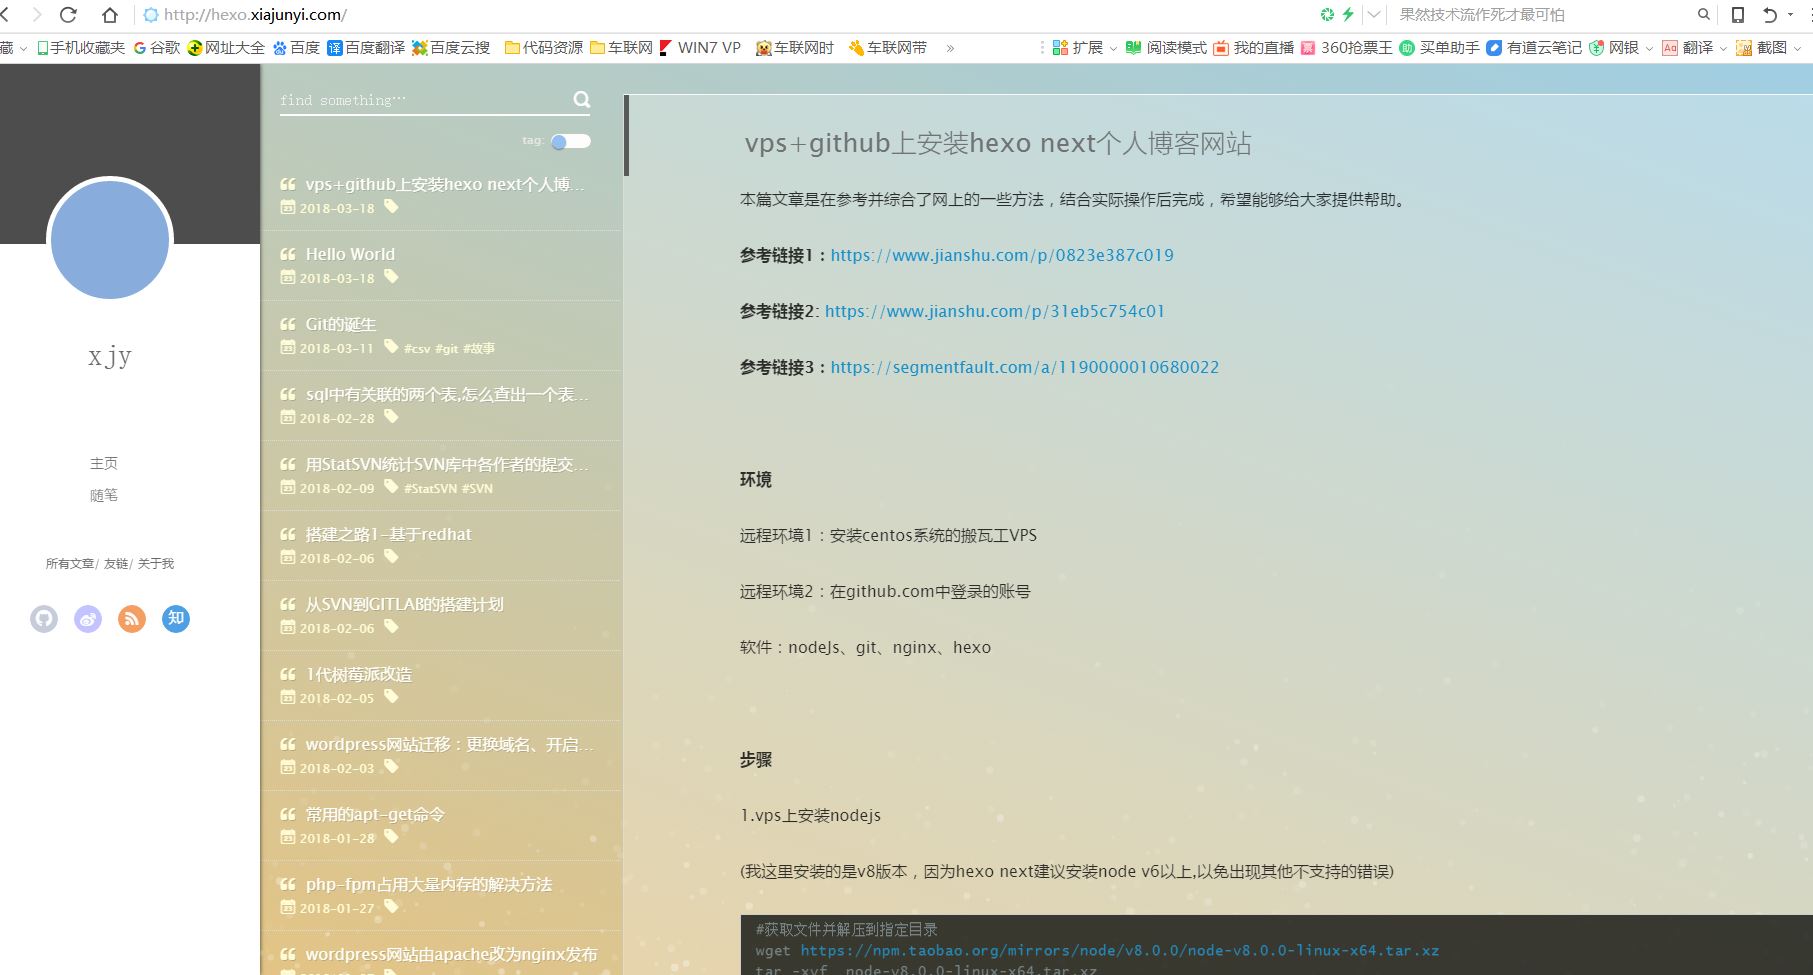 http://hexo.xiajunyi.com/
果然技术流作死才最可怕
藏 手机收藏夹 谷歌 网址大全 百度 百度翻译 百度云搜 代码资源 车联网 WIN7 VP 车联网时 车联网带 » 扩展 阅读模式 我的直播 360抢票王 买单助手 有道云笔记 网银 翻译 截图
xjy
主页
随笔
所有文章/ 友链/ 关于我
知
find something…
tag:
vps+github上安装hexo next个人博...
2018-03-18
Hello World
2018-03-18
Git的诞生
2018-03-11 #csv #git #故事
sql中有关联的两个表,怎么查出一个表...
2018-02-28
用StatSVN统计SVN库中各作者的提交...
2018-02-09 #StatSVN #SVN
搭建之路1-基于redhat
2018-02-06
从SVN到GITLAB的搭建计划
2018-02-06
1代树莓派改造
2018-02-05
wordpress网站迁移：更换域名、开启...
2018-02-03
常用的apt-get命令
2018-01-28
php-fpm占用大量内存的解决方法
2018-01-27
wordpress网站由apache改为nginx发布
vps+github上安装hexo next个人博客网站
本篇文章是在参考并综合了网上的一些方法，结合实际操作后完成，希望能够给大家提供帮助。
参考链接1：https://www.jianshu.com/p/0823e387c019
参考链接2: https://www.jianshu.com/p/31eb5c754c01
参考链接3：https://segmentfault.com/a/1190000010680022
环境
远程环境1：安装centos系统的搬瓦工VPS
远程环境2：在github.com中登录的账号
软件：nodeJs、git、nginx、hexo
步骤
1.vps上安装nodejs
(我这里安装的是v8版本，因为hexo next建议安装node v6以上,以免出现其他不支持的错误)
#获取文件并解压到指定目录
wget https://npm.taobao.org/mirrors/node/v8.0.0/node-v8.0.0-linux-x64.tar.xz
tar -xvf node-v8.0.0-linux-x64.tar.xz